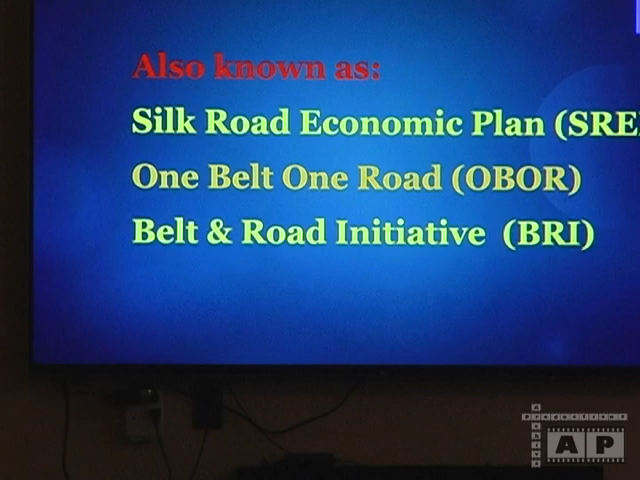 Also known as:
Silk Road Economic Plan (SRE
One Belt One Road (OBOR)
Belt & Road Initiative (BRI)
AP